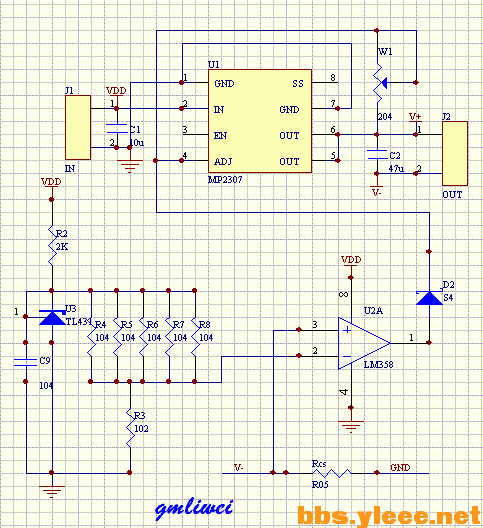 U1
W1
J1
VDD
1 GND SS 8
2 IN GND 7
3 EN OUT 6
4 ADJ OUT 5
MP2307
204
V+
J2
1
2
C1
10u
IN
1
2
C2
47u
V-
OUT
VDD
R2
2K
VDD
D2
S4
1
U3
TL431
R4
104
R5
104
R6
104
R7
104
R8
104
8
U2A
3
2
1
LM358
4
C9
104
R3
102
V-
Rcs
R05
GND
gmliwci
bbs.yleee.net